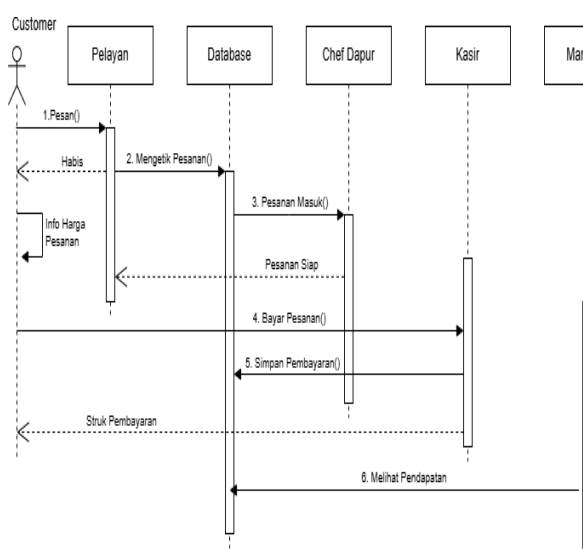 Customer
Pelayan
Database
Chef Dapur
Kasir
1.Pesan()
Habis
2. Mengetik Pesanan()
3. Pesanan Masuk()
Info Harga
Pesanan
Pesanan Siap
4. Bayar Pesanan()
5. Simpan Pembayaran()
Struk Pembayaran
6. Melihat Pendapatan